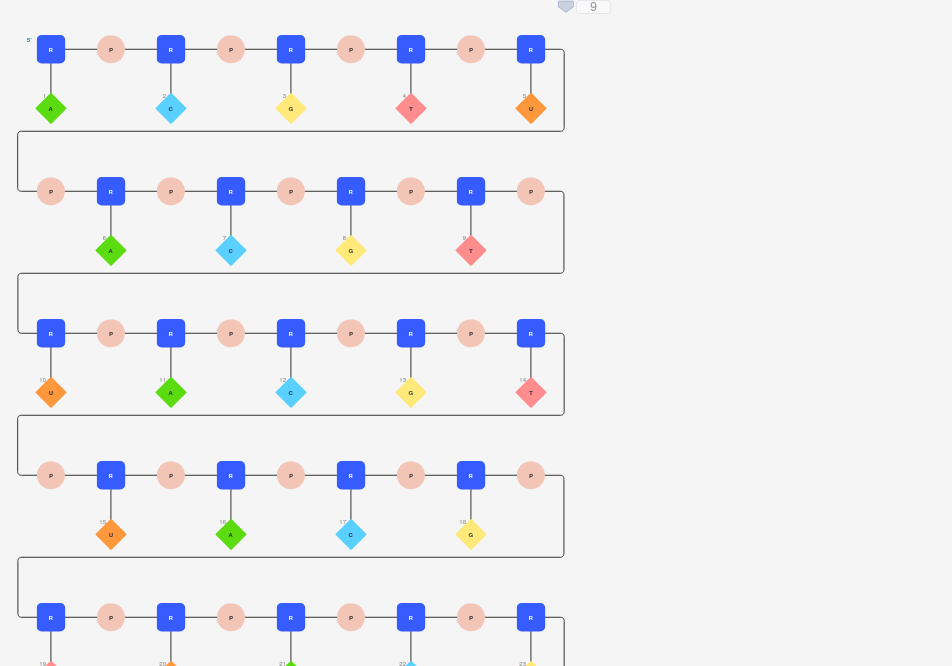 9
5'
R P R P R P R P R
1 2 3 4 5
A C G T U
P R P R P R P R P
6 7 8 9
A C G T
R P R P R P R P R
10 11 12 13 14
U A C G T
P R P R P R P R P
15 16 17 18
U A C G
R P R P R P R P R
19 20 21 22 23